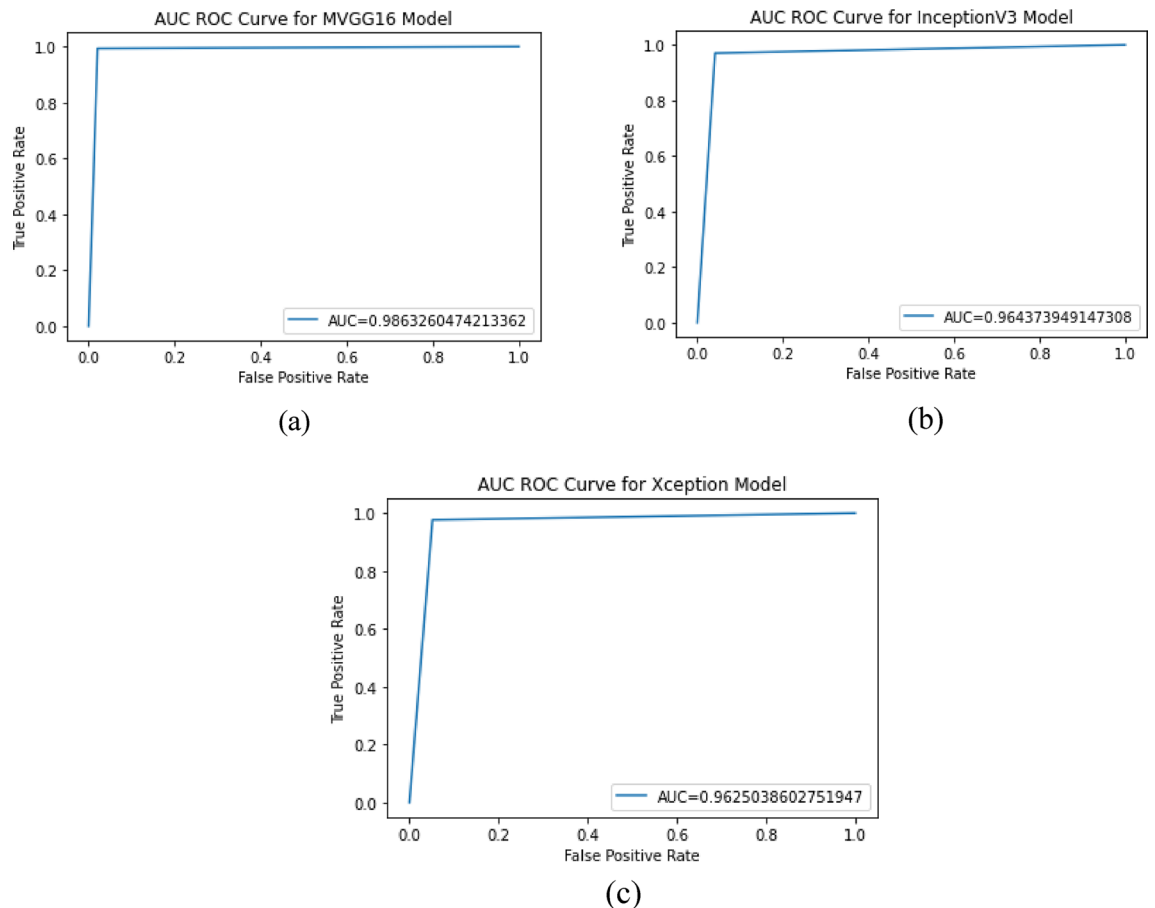 AUC ROC Curve for MVGG16 Model
1.0
0.8
0.6
0.4
0.2
0.0
True Positive Rate
AUC=0.9863260474213362
0.0 0.2 0.4 0.6 0.8 1.0
False Positive Rate
(a)
AUC ROC Curve for InceptionV3 Model
1.0
0.8
0.6
0.4
0.2
0.0
True Positive Rate
AUC=0.964373949147308
0.0 0.2 0.4 0.6 0.8 1.0
False Positive Rate
(b)
AUC ROC Curve for Xception Model
1.0
0.8
0.6
0.4
0.2
0.0
True Positive Rate
AUC=0.9625038602751947
0.0 0.2 0.4 0.6 0.8 1.0
False Positive Rate
(c)